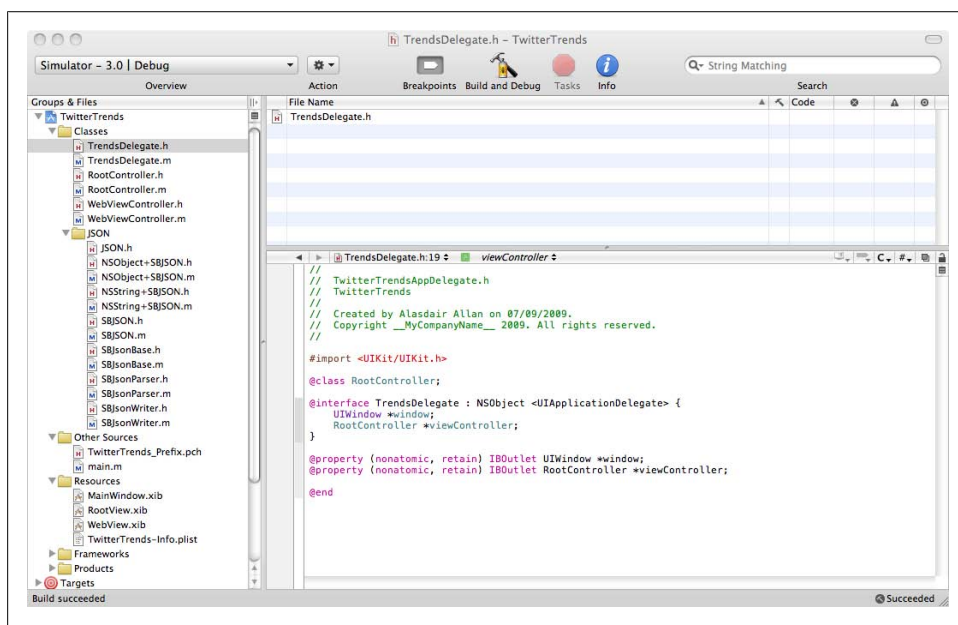 TrendsDelegate.h - TwitterTrends
Simulator - 3.0 | Debug
String Matching
Overview
Action
Breakpoints
Build and Debug
Tasks
Info
Search
Groups & Files
TwitterTrends
Classes
TrendsDelegate.h
TrendsDelegate.m
RootController.h
RootController.m
WebViewController.h
WebViewController.m
JSON
JSON.h
NSObject+SBJSON.h
NSObject+SBJSON.m
NSString+SBJSON.h
NSString+SBJSON.m
SBJSON.h
SBJSON.m
SBJsonBase.h
SBJsonBase.m
SBJsonParser.h
SBJsonParser.m
SBJsonWriter.h
SBJsonWriter.m
Other Sources
TwitterTrends_Prefix.pch
main.m
Resources
MainWindow.xib
RootView.xib
WebView.xib
TwitterTrends-Info.plist
Frameworks
Products
Targets
File Name
Code
TrendsDelegate.h
TrendsDelegate.h:19
viewController
C
#
//
// TwitterTrendsAppDelegate.h
// TwitterTrends
//
// Created by Alasdair Allan on 07/09/2009.
// Copyright __MyCompanyName__ 2009. All rights reserved.
//
#import <UIKit/UIKit.h>
@class RootController;
@interface TrendsDelegate : NSObject <UIApplicationDelegate> {
UIWindow *window;
RootController *viewController;
}
@property (nonatomic, retain) IBOutlet UIWindow *window;
@property (nonatomic, retain) IBOutlet RootController *viewController;
@end
Build succeeded
Succeeded